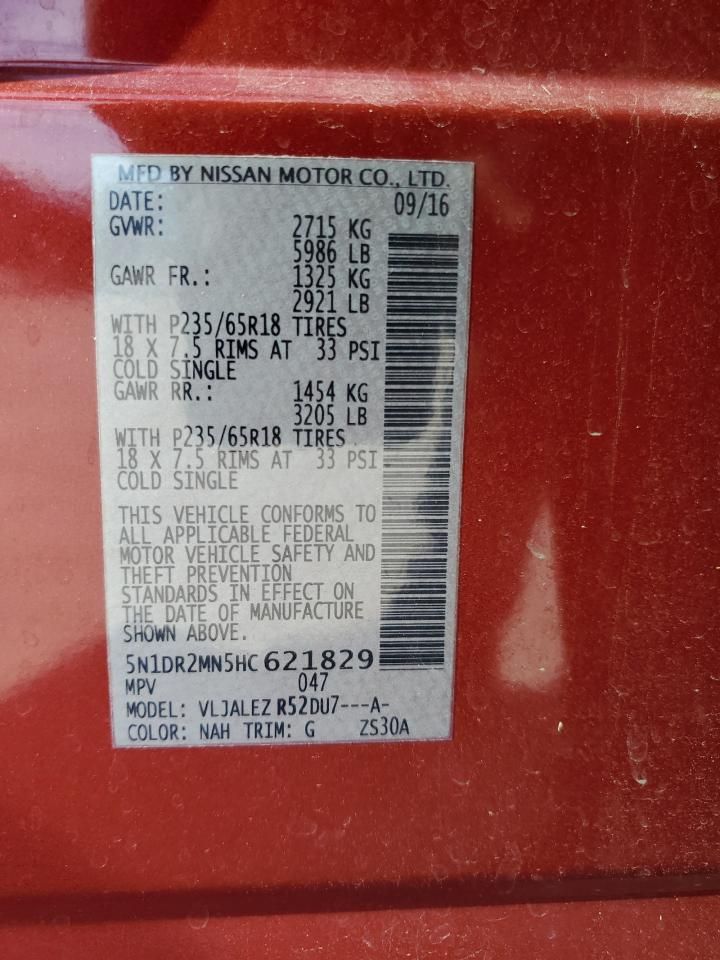 MFD BY NISSAN MOTOR CO., LTD.
DATE: 09/16
GVWR: 2715 KG
5986 LB
GAWR FR.: 1325 KG
2921 LB
WITH P235/65R18 TIRES
18 X 7.5 RIMS AT 33 PSI
COLD SINGLE
GAWR RR.: 1454 KG
3205 LB
WITH P235/65R18 TIRES
18 X 7.5 RIMS AT 33 PSI
COLD SINGLE
THIS VEHICLE CONFORMS TO
ALL APPLICABLE FEDERAL
MOTOR VEHICLE SAFETY AND
THEFT PREVENTION
STANDARDS IN EFFECT ON
THE DATE OF MANUFACTURE
SHOWN ABOVE.
5N1DR2MN5HC621829
MPV 047
MODEL: VLJALEZ R52DU7---A-
COLOR: NAH TRIM: G ZS30A